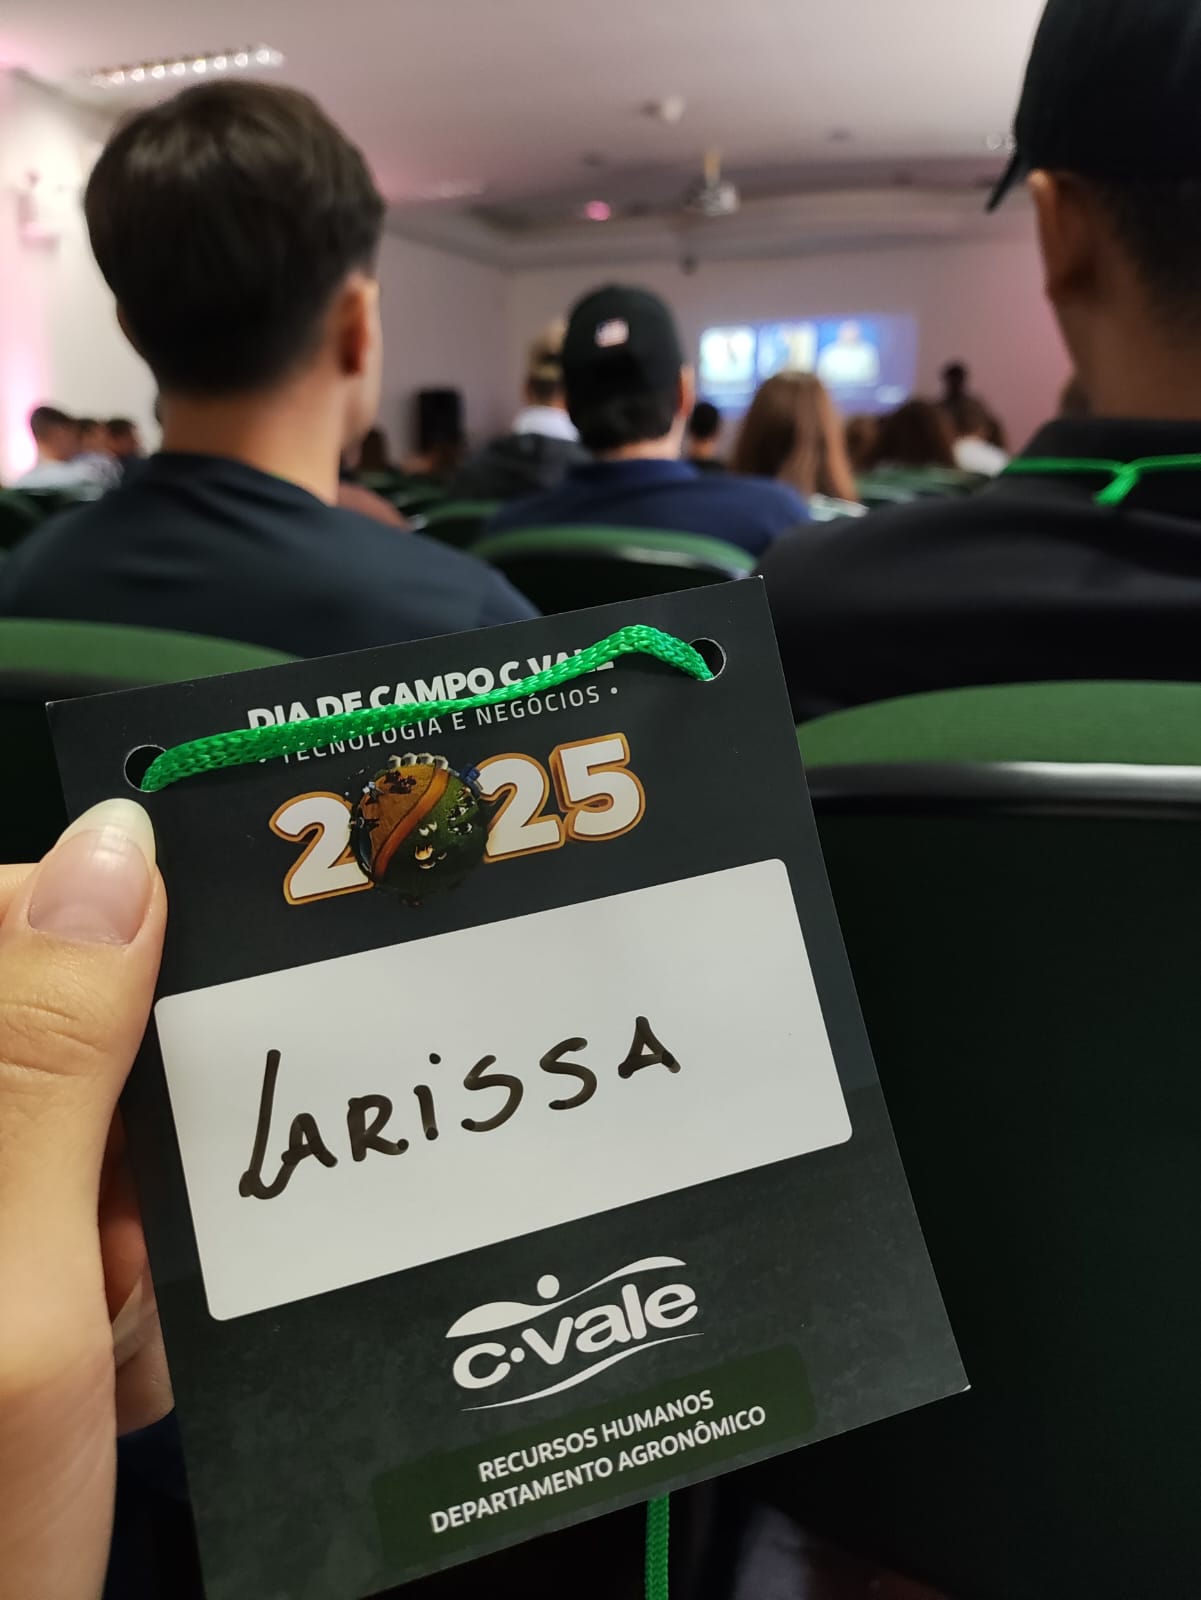 DIA DE CAMPO C.VALE
• TECNOLOGIA E NEGÓCIOS •
2025
LARiSSA
c.vale
RECURSOS HUMANOS
DEPARTAMENTO AGRONÔMICO